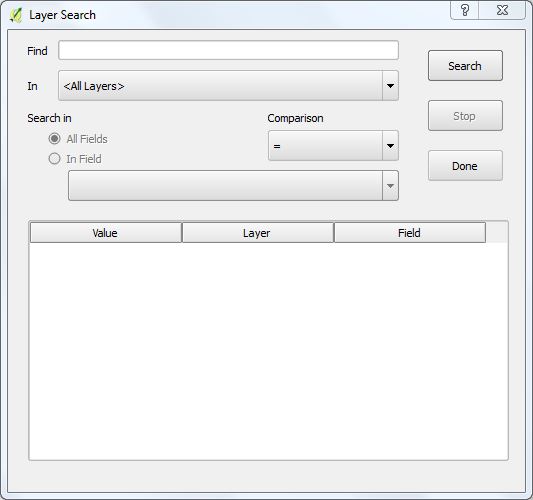 Layer Search
?
Find
Search
In <All Layers>
Search in Comparison
Stop
All Fields
=
In Field
Done
Value Layer Field